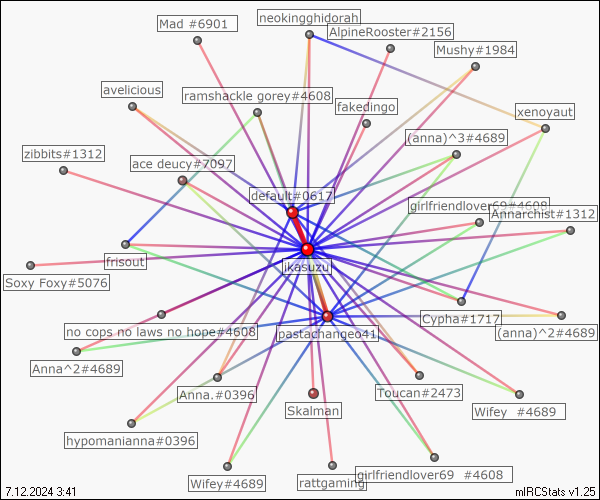 neokingghidorah
Mad #6901
AlpineRooster#2156
Mushy#1984
avelicious
ramshackle gorey#4608
fakedingo
xenoyaut
(anna)^3#4689
zibbits#1312
ace deucy#7097
default#0617
girlfriendlover69#4608
Annarchist#1312
frisout
jikasuzu
Soxy Foxy#5076
no cops no laws no hope#4608
pastachangeo41
Cypha#1717
(anna)^2#4689
Anna^2#4689
Anna.#0396
Toucan#2473
Skalman
Wifey #4689
hypomanianna#0396
Wifey#4689
rattgaming
girlfriendlover69 #4608
7.12.2024 3:41
mIRCStats v1.25